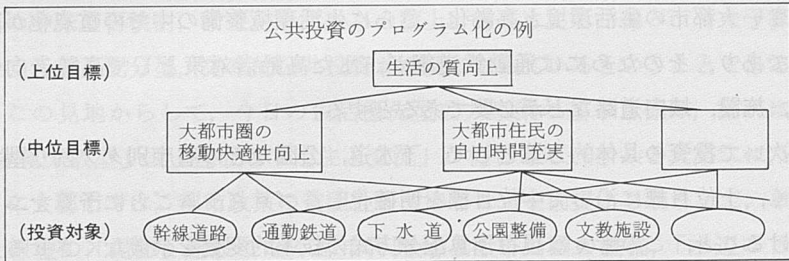 公共投資のプログラム化の例
(上位目標)
生活の質向上
(中位目標)
大都市圏の
移動快適性向上
大都市住民の
自由時間充実
(投資対象)
幹線道路
通勤鉄道
下水道
公園整備
文教施設